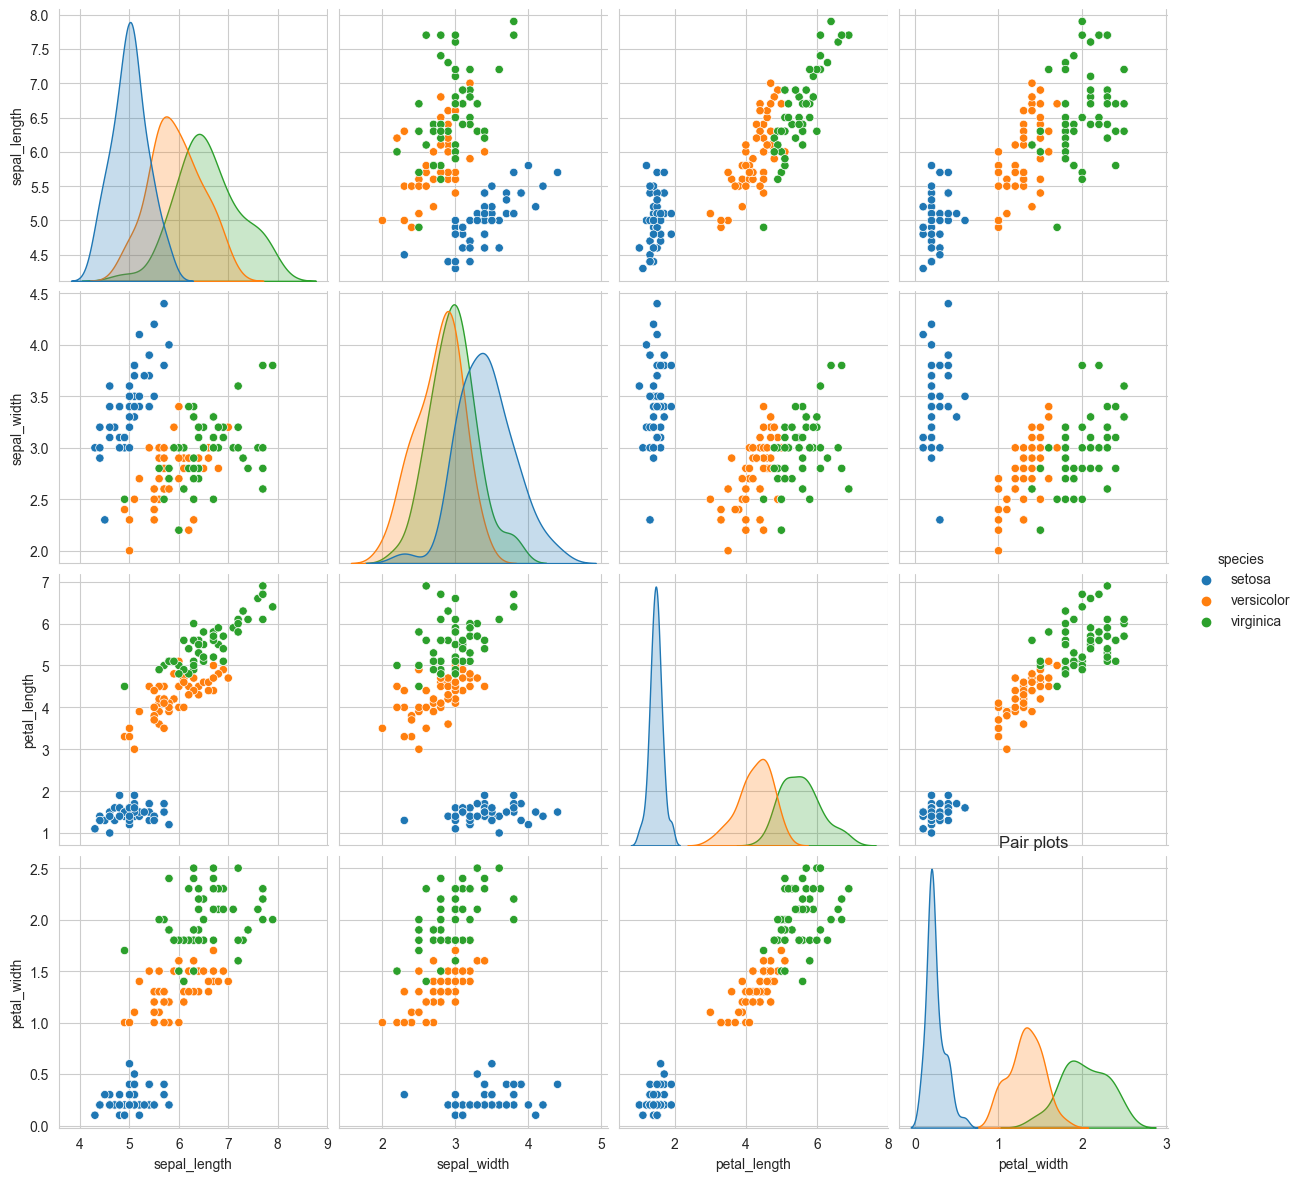 8.0
7.5
7.0
6.5
6.0
5.5
5.0
4.5
sepal_length
4.5
4.0
3.5
3.0
2.5
2.0
sepal_width
species
setosa
versicolor
virginica
7
6
5
4
3
2
1
petal_length
Pair plots
2.5
2.0
1.5
1.0
0.5
0.0
petal_width
4 5 6 7 8 9
2 3 4 5
2 4 6 8
0 1 2 3
sepal_length
sepal_width
petal_length
petal_width